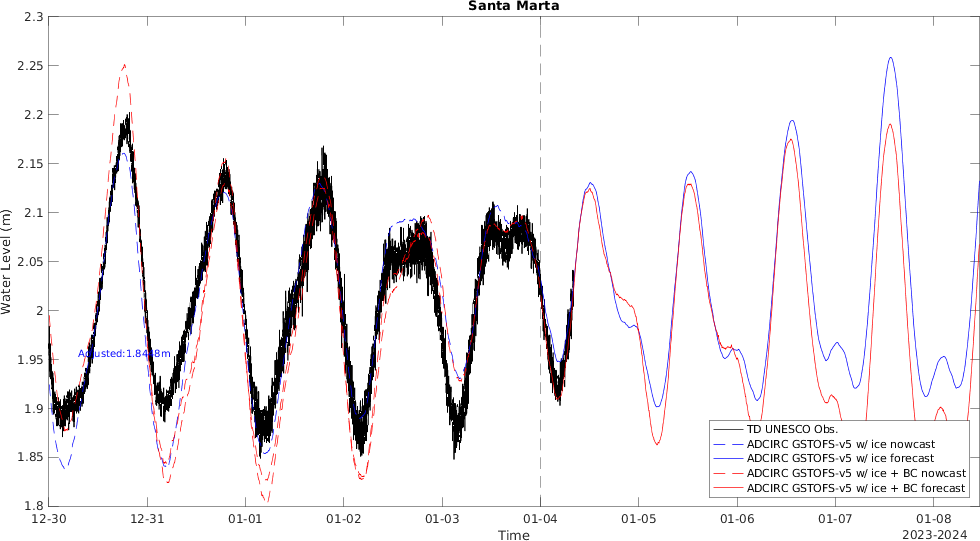 Santa Marta
2.3
2.25
2.2
2.15
2.1
2.05
2
1.95
1.9
1.85
1.8
Water Level (m)
Adjusted:1.8448m
TD UNESCO Obs.
ADCIRC GSTOFS-v5 w/ ice nowcast
ADCIRC GSTOFS-v5 w/ ice forecast
ADCIRC GSTOFS-v5 w/ ice + BC nowcast
ADCIRC GSTOFS-v5 w/ ice + BC forecast
12-30 12-31 01-01 01-02 01-03 01-04 01-05 01-06 01-07 01-08
Time
2023-2024